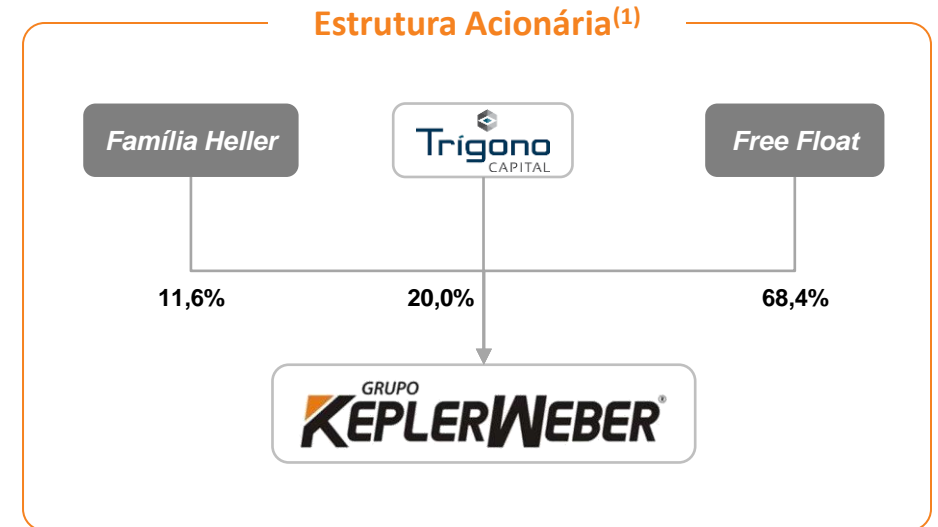 Estrutura Acionária(1)
Família Heller
Trígono
CAPITAL
Free Float
11,6%
20,0%
68,4%
GRUPO
KEPLERWEBER®